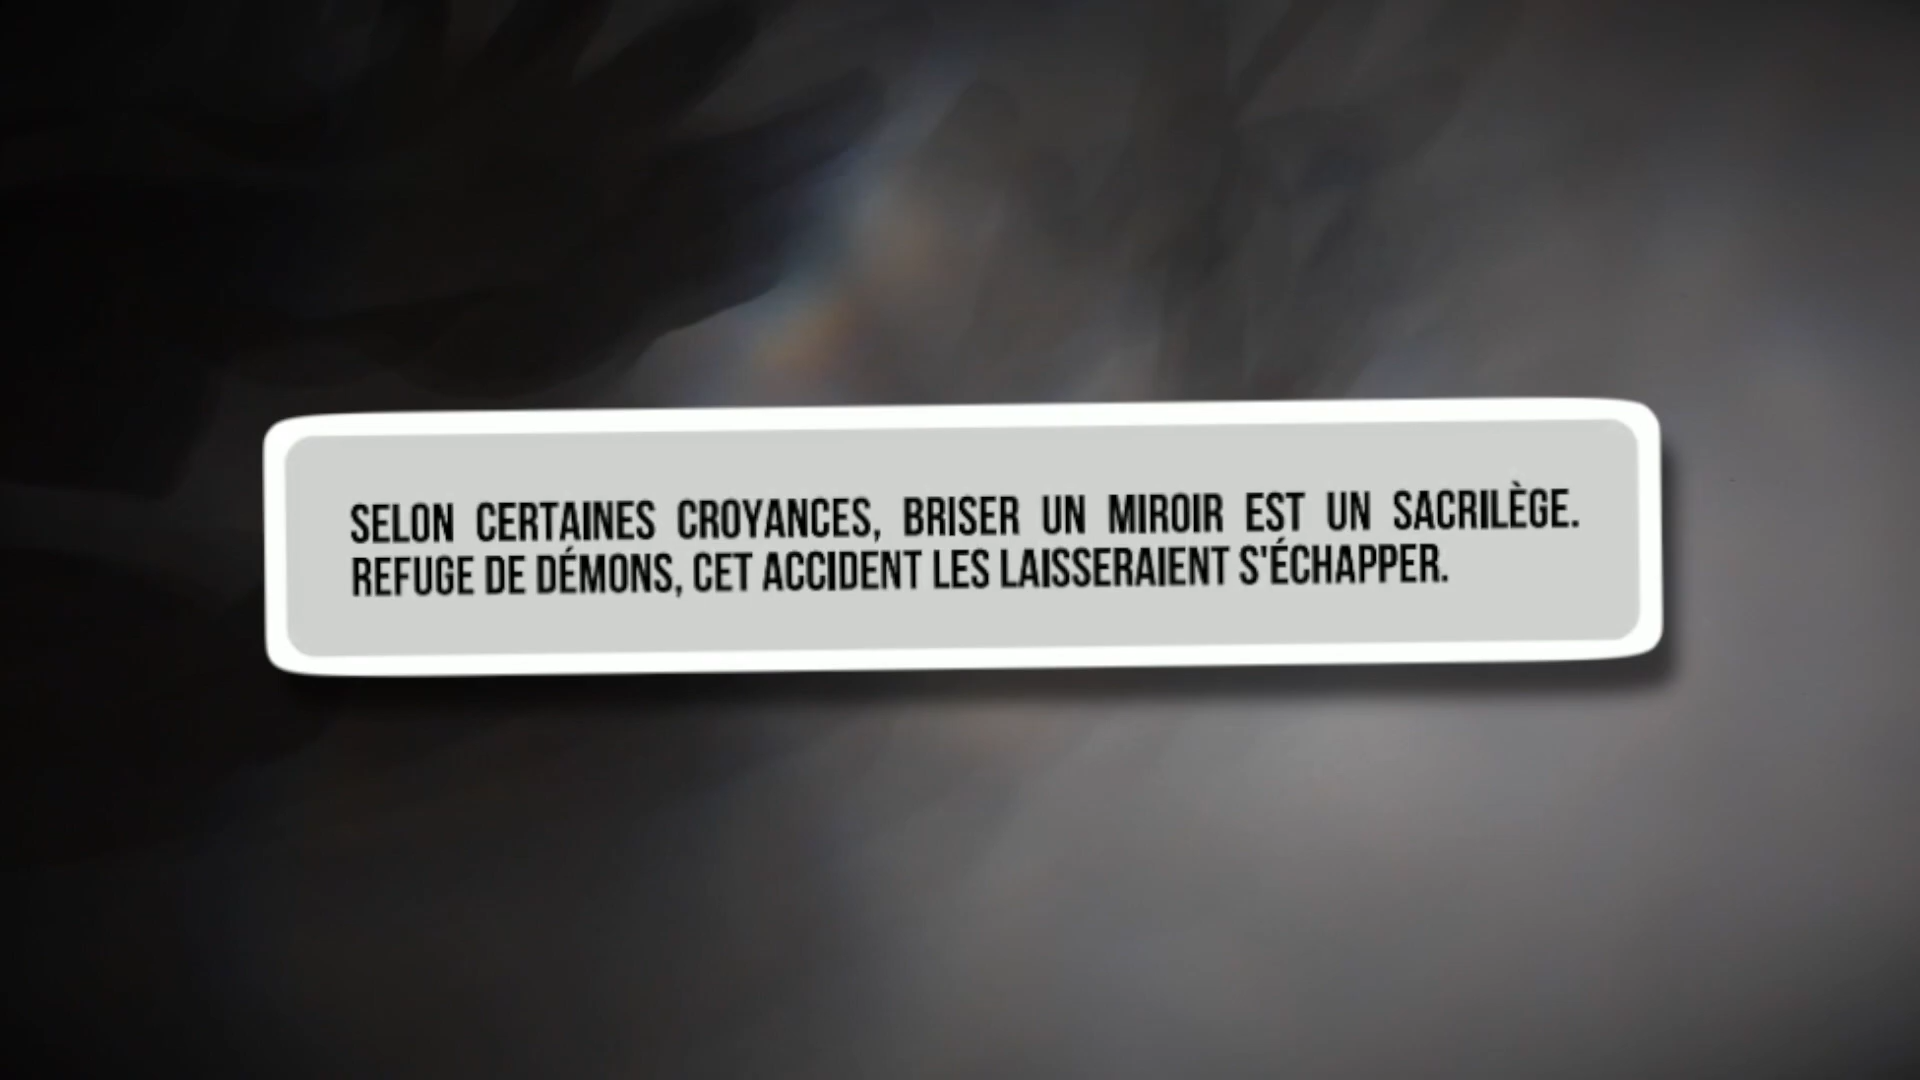 SELON CERTAINES CROYANCES, BRISER UN MIROIR EST UN SACRILÈGE.
REFUGE DE DÉMONS, CET ACCIDENT LES LAISSERAIENT S'ÉCHAPPER.